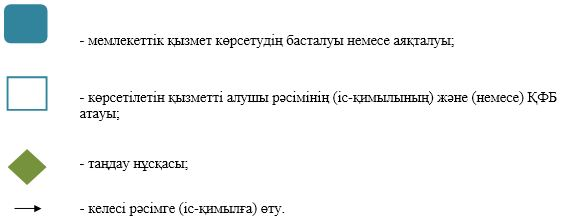 - мемлекеттік қызмет көрсетудің басталуы немесе аяқталуы;
- көрсетілетін қызметті алушы рәсімінің (іс-қимылының) және (немесе) ҚФБ
атауы;
- таңдау нұсқасы;
- келесі рәсімге (іс-қимылға) өту.